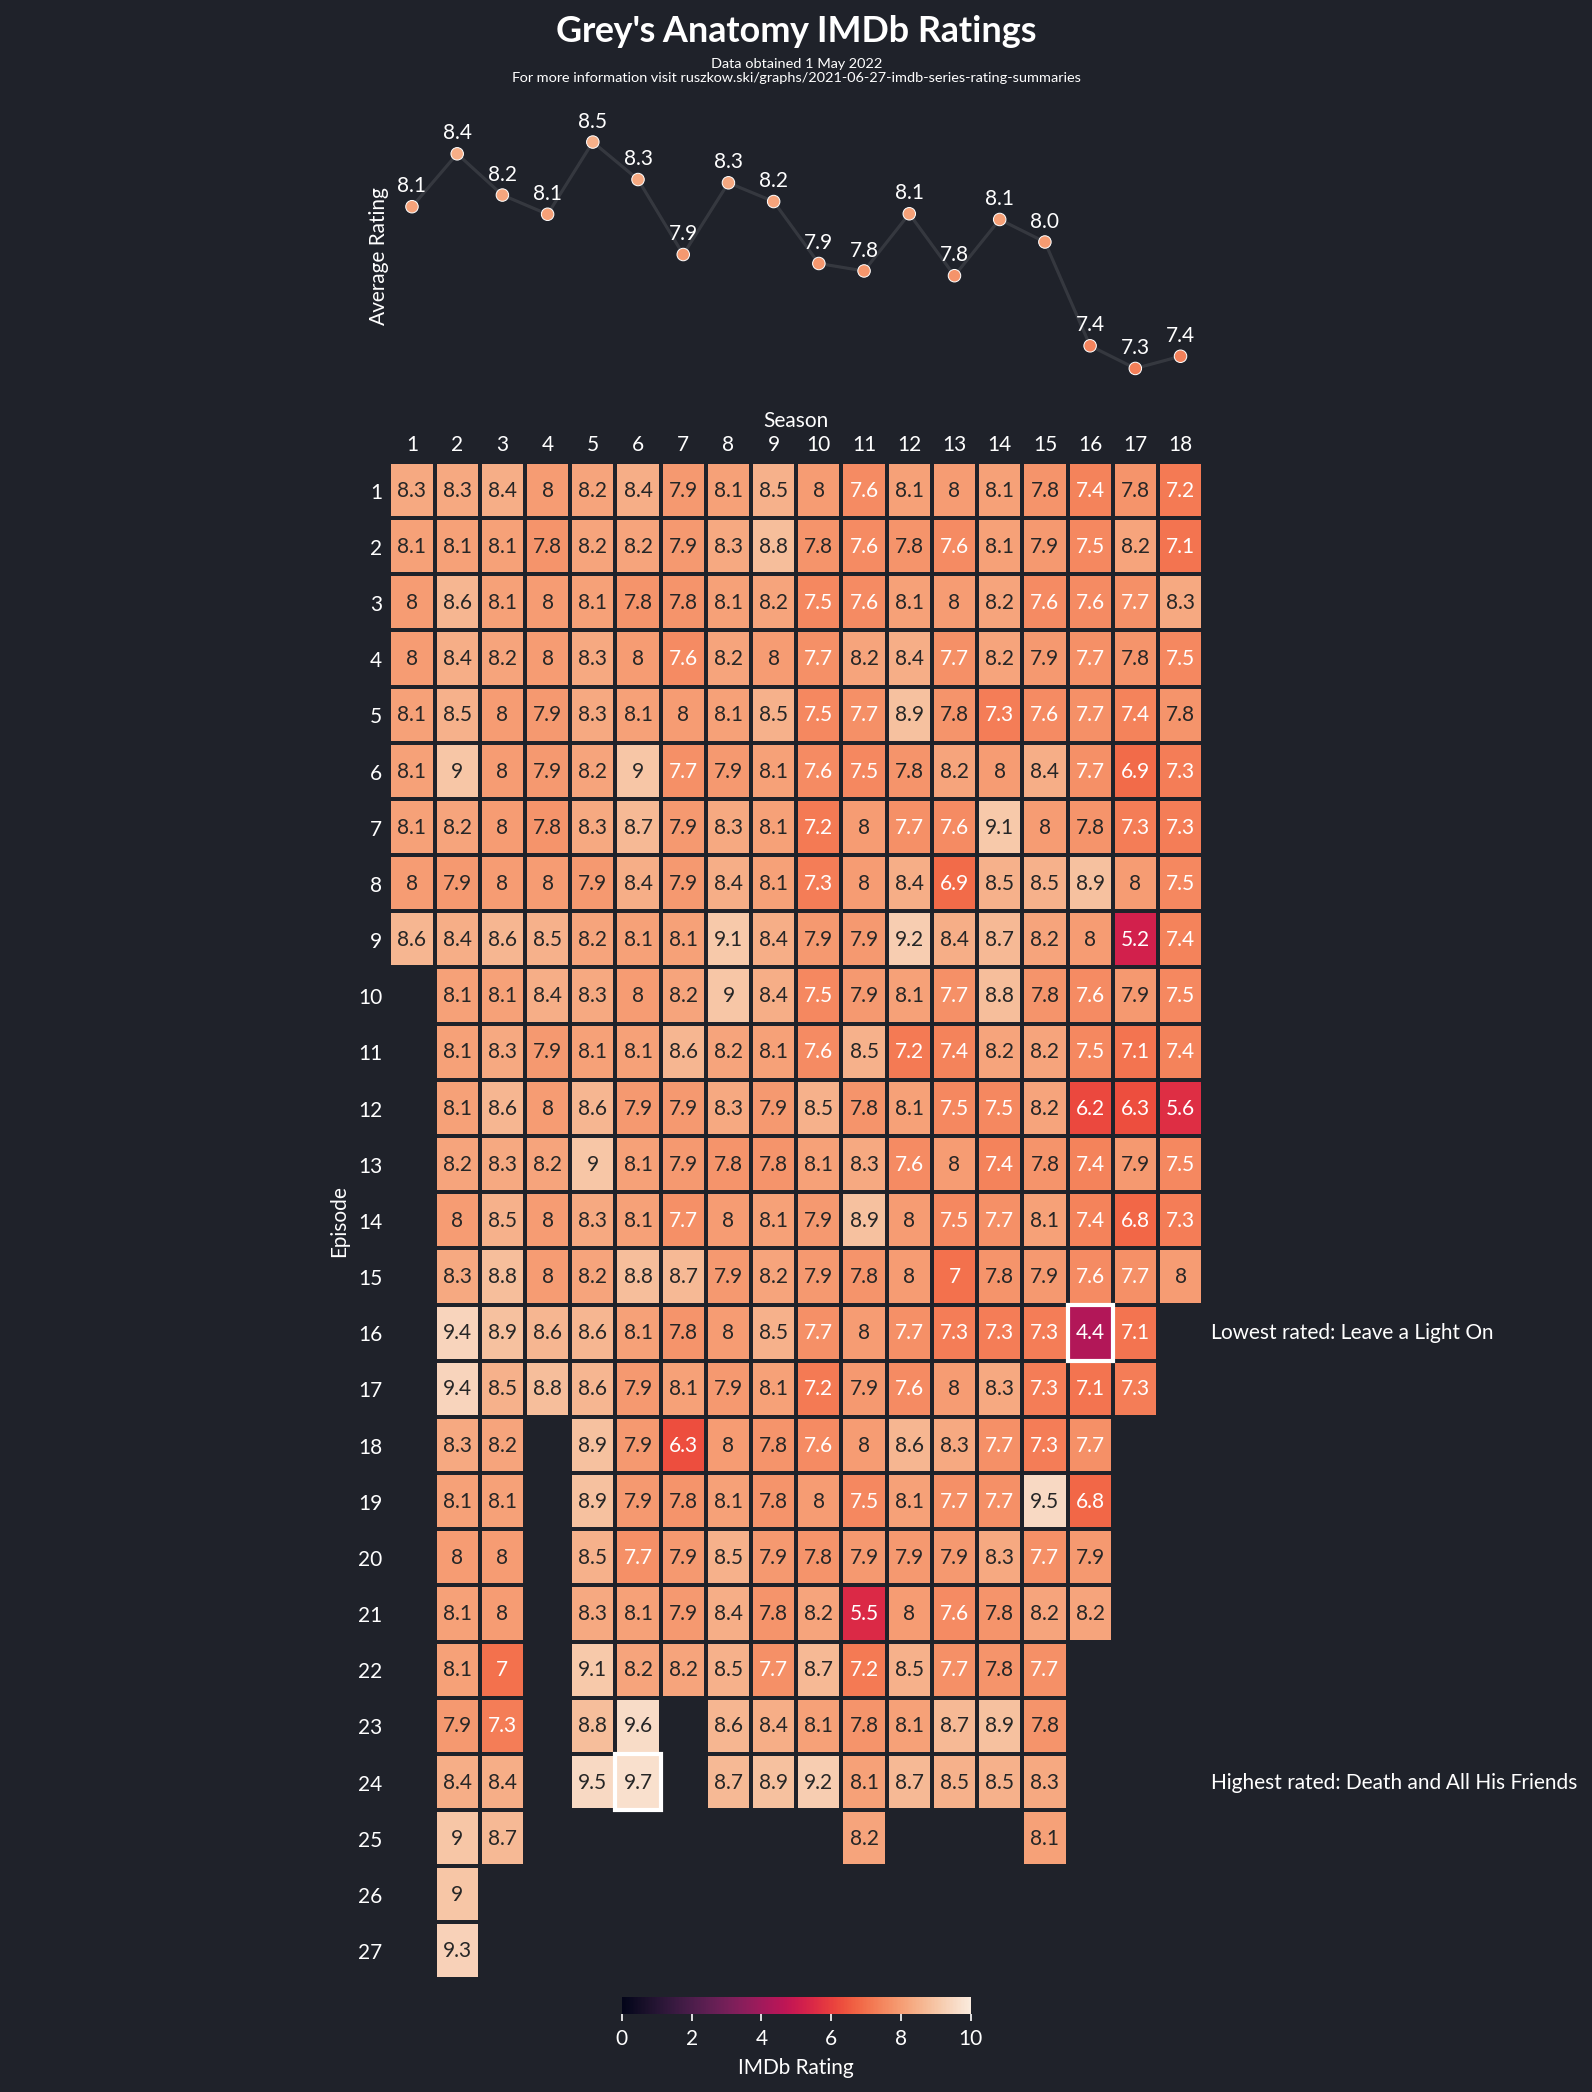 Grey's Anatomy IMDb Ratings
Data obtained 1 May 2022
For more information visit ruszkow.ski/graphs/2021-06-27-imdb-series-rating-summaries
Average Rating
8.1 8.4 8.2 8.1 8.5 8.3 7.9 8.3 8.2 7.9 7.8 8.1 7.8 8.1 8.0 7.4 7.3 7.4
Season
1 2 3 4 5 6 7 8 9 10 11 12 13 14 15 16 17 18
Episode
1 8.3 8.3 8.4 8 8.2 8.4 7.9 8.1 8.5 8 7.6 8.1 8 8.1 7.8 7.4 7.8 7.2
2 8.1 8.1 8.1 7.8 8.2 8.2 7.9 8.3 8.8 7.8 7.6 7.8 7.6 8.1 7.9 7.5 8.2 7.1
3 8 8.6 8.1 8 8.1 7.8 7.8 8.1 8.2 7.5 7.6 8.1 8 8.2 7.6 7.6 7.7 8.3
4 8 8.4 8.2 8 8.3 8 7.6 8.2 8 7.7 8.2 8.4 7.7 8.2 7.9 7.7 7.8 7.5
5 8.1 8.5 8 7.9 8.3 8.1 8 8.1 8.5 7.5 7.7 8.9 7.8 7.3 7.6 7.7 7.4 7.8
6 8.1 9 8 7.9 8.2 9 7.7 7.9 8.1 7.6 7.5 7.8 8.2 8 8.4 7.7 6.9 7.3
7 8.1 8.2 8 7.8 8.3 8.7 7.9 8.3 8.1 7.2 8 7.7 7.6 9.1 8 7.8 7.3 7.3
8 8 7.9 8 8 7.9 8.4 7.9 8.4 8.1 7.3 8 8.4 6.9 8.5 8.5 8.9 8 7.5
9 8.6 8.4 8.6 8.5 8.2 8.1 8.1 9.1 8.4 7.9 7.9 9.2 8.4 8.7 8.2 8 5.2 7.4
10 8.1 8.1 8.4 8.3 8 8.2 9 8.4 7.5 7.9 8.1 7.7 8.8 7.8 7.6 7.9 7.5
11 8.1 8.3 7.9 8.1 8.1 8.6 8.2 8.1 7.6 8.5 7.2 7.4 8.2 8.2 7.5 7.1 7.4
12 8.1 8.6 8 8.6 7.9 7.9 8.3 7.9 8.5 7.8 8.1 7.5 7.5 8.2 6.2 6.3 5.6
13 8.2 8.3 8.2 9 8.1 7.9 7.8 7.8 8.1 8.3 7.6 8 7.4 7.8 7.4 7.9 7.5
14 8 8.5 8 8.3 8.1 7.7 8 8.1 7.9 8.9 8 7.5 7.7 8.1 7.4 6.8 7.3
15 8.3 8.8 8 8.2 8.8 8.7 7.9 8.2 7.9 7.8 8 7 7.8 7.9 7.6 7.7 8
16 9.4 8.9 8.6 8.6 8.1 7.8 8 8.5 7.7 8 7.7 7.3 7.3 7.3 4.4 7.1 Lowest rated: Leave a Light On
17 9.4 8.5 8.8 8.6 7.9 8.1 7.9 8.1 7.2 7.9 7.6 8 8.3 7.3 7.1 7.3
18 8.3 8.2 8.9 7.9 6.3 8 7.8 7.6 8 8.6 8.3 7.7 7.3 7.7
19 8.1 8.1 8.9 7.9 7.8 8.1 7.8 8 7.5 8.1 7.7 7.7 9.5 6.8
20 8 8 8.5 7.7 7.9 8.5 7.9 7.8 7.9 7.9 7.9 8.3 7.7 7.9
21 8.1 8 8.3 8.1 7.9 8.4 7.8 8.2 5.5 8 7.6 7.8 8.2 8.2
22 8.1 7 9.1 8.2 8.2 8.5 7.7 8.7 7.2 8.5 7.7 7.8 7.7
23 7.9 7.3 8.8 9.6 8.6 8.4 8.1 7.8 8.1 8.7 8.9 7.8
24 8.4 8.4 9.5 9.7 8.7 8.9 9.2 8.1 8.7 8.5 8.5 8.3 Highest rated: Death and All His Friends
25 9 8.7 8.2 8.1
26 9
27 9.3
0 2 4 6 8 10
IMDb Rating